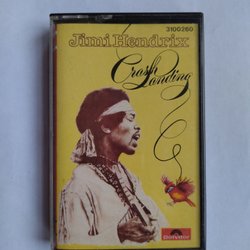 3100260
Jimi Hendrix
Crash
Landing
Polydor